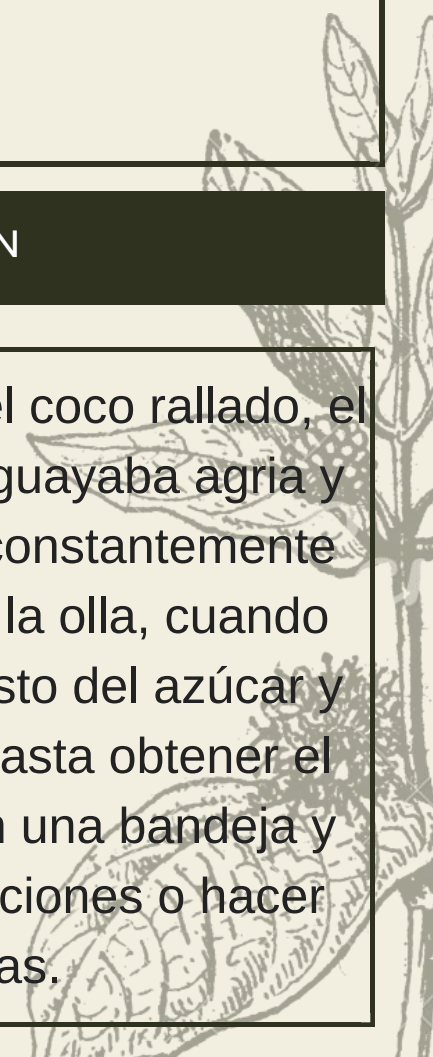 N
el coco rallado, el
guayaba agria y
constantemente
la olla, cuando
sto del azúcar y
asta obtener el
una bandeja y
ciones o hacer
as.